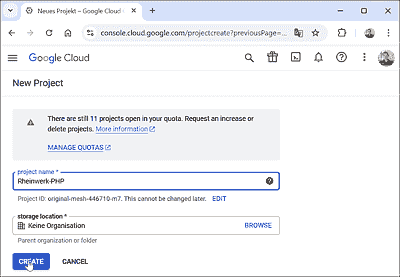 Neues Projekt – Google Cloud
console.cloud.google.com/projectcreate?previousPage=...
Google Cloud
New Project
There are still 11 projects open in your quota. Request an increase or
delete projects. More information
MANAGE QUOTAS
project name *
Rheinwerk-PHP
Project ID: original-mesh-446710-m7. This cannot be changed later. EDIT
storage location *
Keine Organisation BROWSE
Parent organization or folder
CREATE CANCEL